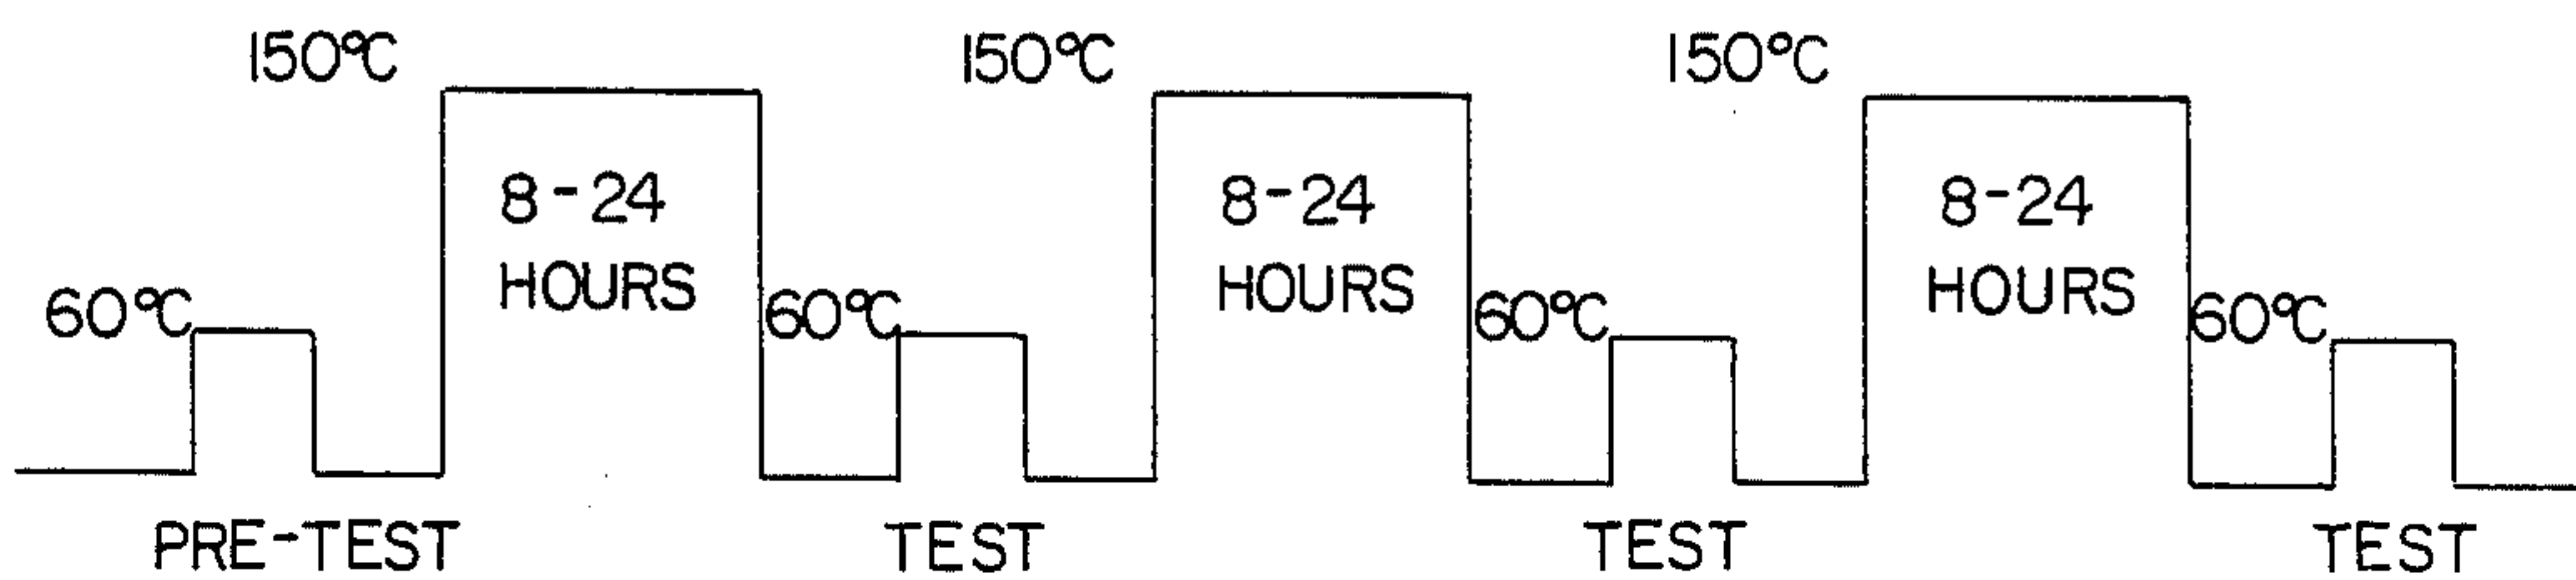 150°C 150°C 150°C
8-24 8-24 8-24
HOURS HOURS HOURS
60°C 60°C 60°C 60°C
PRE-TEST TEST TEST TEST